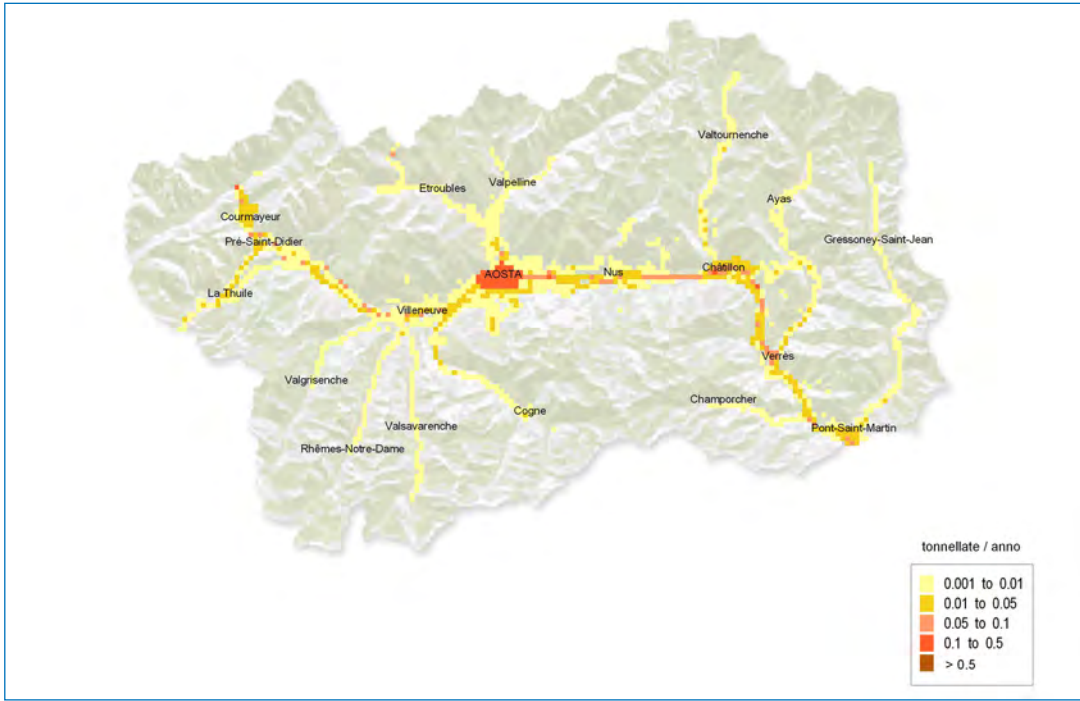 Valtournenche
Etroubles
Valpelline
Ayas
Courmayeur
Pré-Saint-Didier
Gressoney-Saint-Jean
AOSTA
Nus
Châtillon
La Thuile
Villeneuve
Verrès
Valgrisenche
Champorcher
Cogne
Valsavarenche
Pont-Saint-Martin
Rhêmes-Notre-Dame
tonnellate / anno
0.001 to 0.01
0.01 to 0.05
0.05 to 0.1
0.1 to 0.5
> 0.5